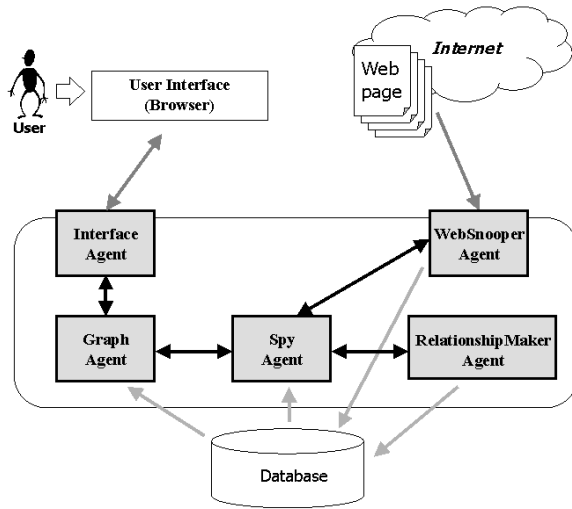 User
User Interface
(Browser)
Internet
Web
page
Interface
Agent
WebSnooper
Agent
Graph
Agent
Spy
Agent
RelationshipMaker
Agent
Database